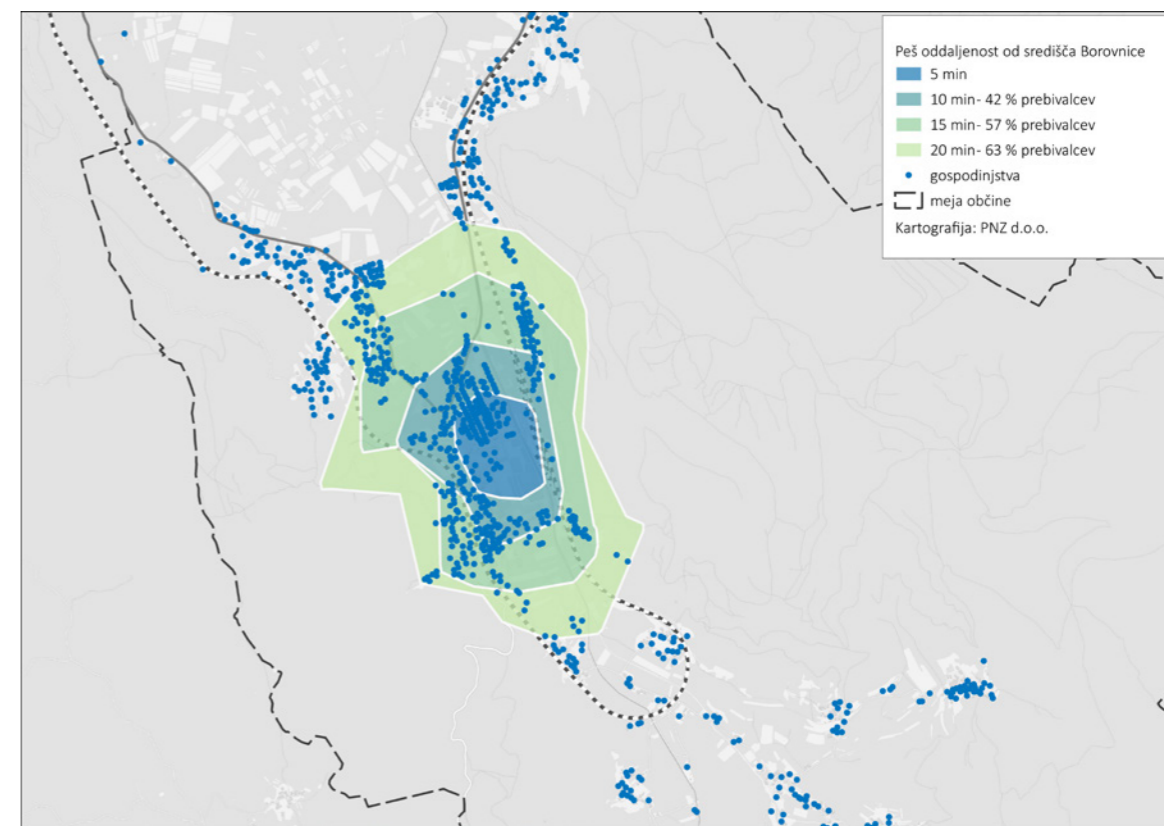 Peš oddaljenost od središča Borovnice
5 min
10 min- 42 % prebivalcev
15 min- 57 % prebivalcev
20 min- 63 % prebivalcev
gospodinjstva
meja občine
Kartografija: PNZ d.o.o.